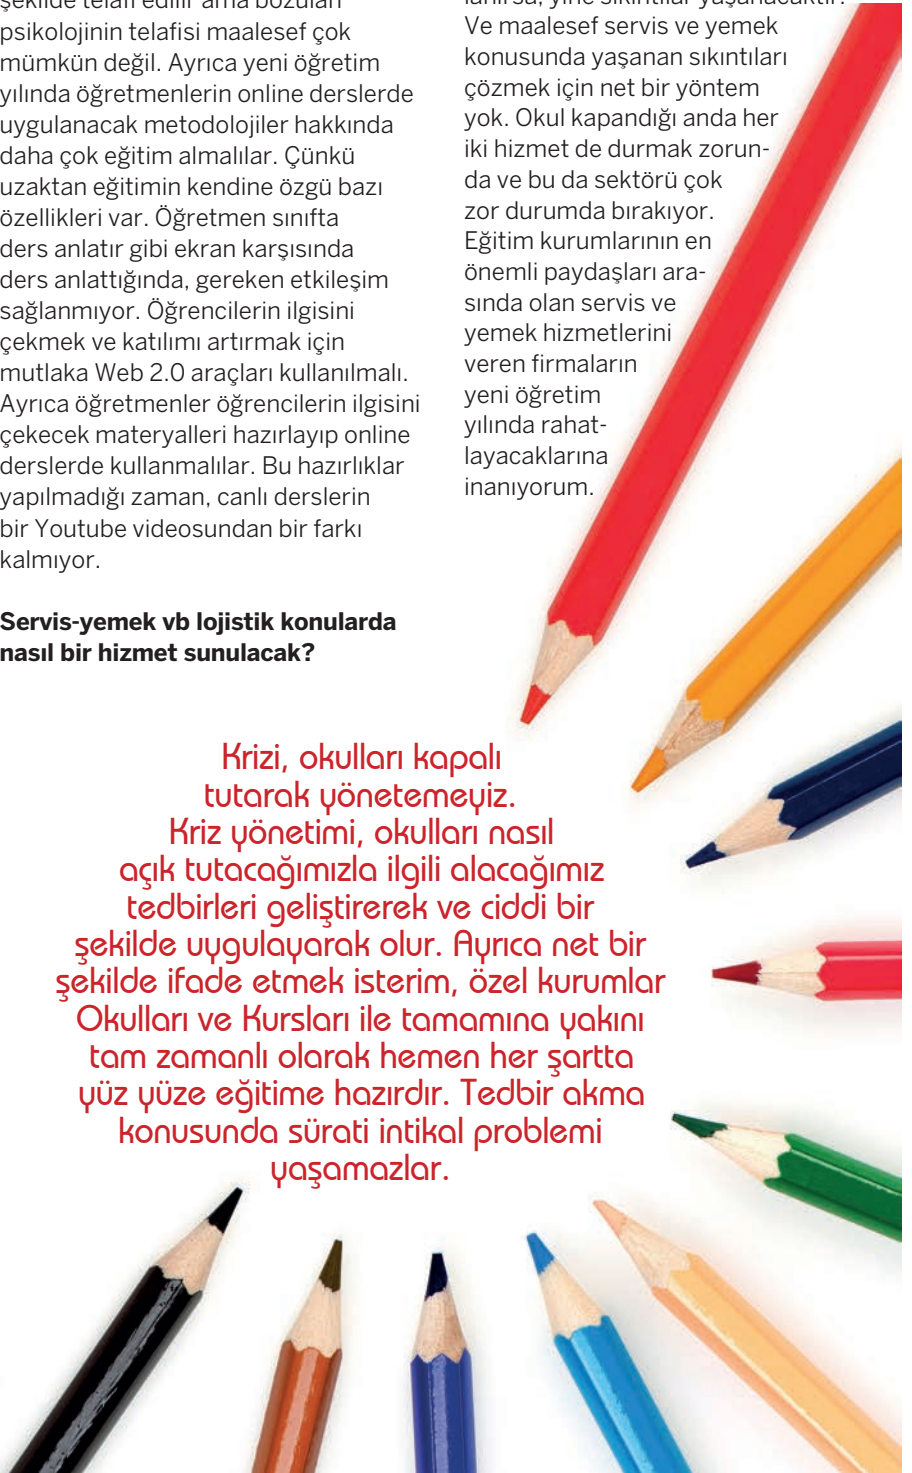 şekilde telafi edilir ama bozulan
psikolojinin telafisi maalesef çok
mümkün değil. Ayrıca yeni öğretim
yılında öğretmenlerin online derslerde
uygulanacak metodolojiler hakkında
daha çok eğitim almalılar. Çünkü
uzaktan eğitimin kendine özgü bazı
özellikleri var. Öğretmen sınıfta
ders anlatır gibi ekran karşısında
ders anlattığında, gereken etkileşim
sağlanmıyor. Öğrencilerin ilgisini
çekmek ve katılımı artırmak için
mutlaka Web 2.0 araçları kullanılmalı.
Ayrıca öğretmenler öğrencilerin ilgisini
çekecek materyalleri hazırlayıp online
derslerde kullanmalılar. Bu hazırlıklar
yapılmadığı zaman, canlı derslerin
bir Youtube videosundan bir farkı
kalmıyor.
Servis-yemek vb lojistik konularda
nasıl bir hizmet sunulacak?
lanırsa, yine sıkıntılar yaşanacaktır.
Ve maalesef servis ve yemek
konusunda yaşanan sıkıntıları
çözmek için net bir yöntem
yok. Okul kapandığı anda her
iki hizmet de durmak zorun-
da ve bu da sektörü çok
zor durumda bırakıyor.
Eğitim kurumlarının en
önemli paydaşları ara-
sında olan servis ve
yemek hizmetlerini
veren firmaların
yeni öğretim
yılında rahat-
layacaklarına
inanıyorum.
Krizi, okulları kapalı
tutarak yönetemeyiz.
Kriz yönetimi, okulları nasıl
açık tutacağımızla ilgili alacağımız
tedbirleri geliştirerek ve ciddi bir
şekilde uygulayarak olur. Ayrıca net bir
şekilde ifade etmek isterim, özel kurumlar
Okulları ve Kursları ile tamamına yakını
tam zamanlı olarak hemen her şartta
yüz yüze eğitime hazırdır. Tedbir akma
konusunda sürati intikal problemi
yaşamazlar.